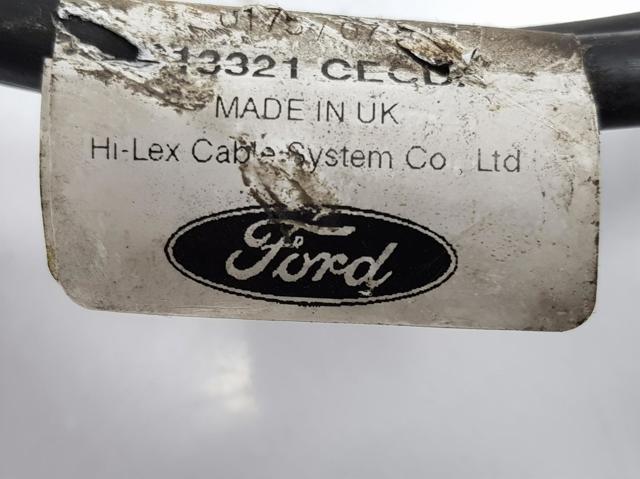 13321 CECD.
MADE IN UK
Hi-Lex Cable System Co., Ltd
Ford